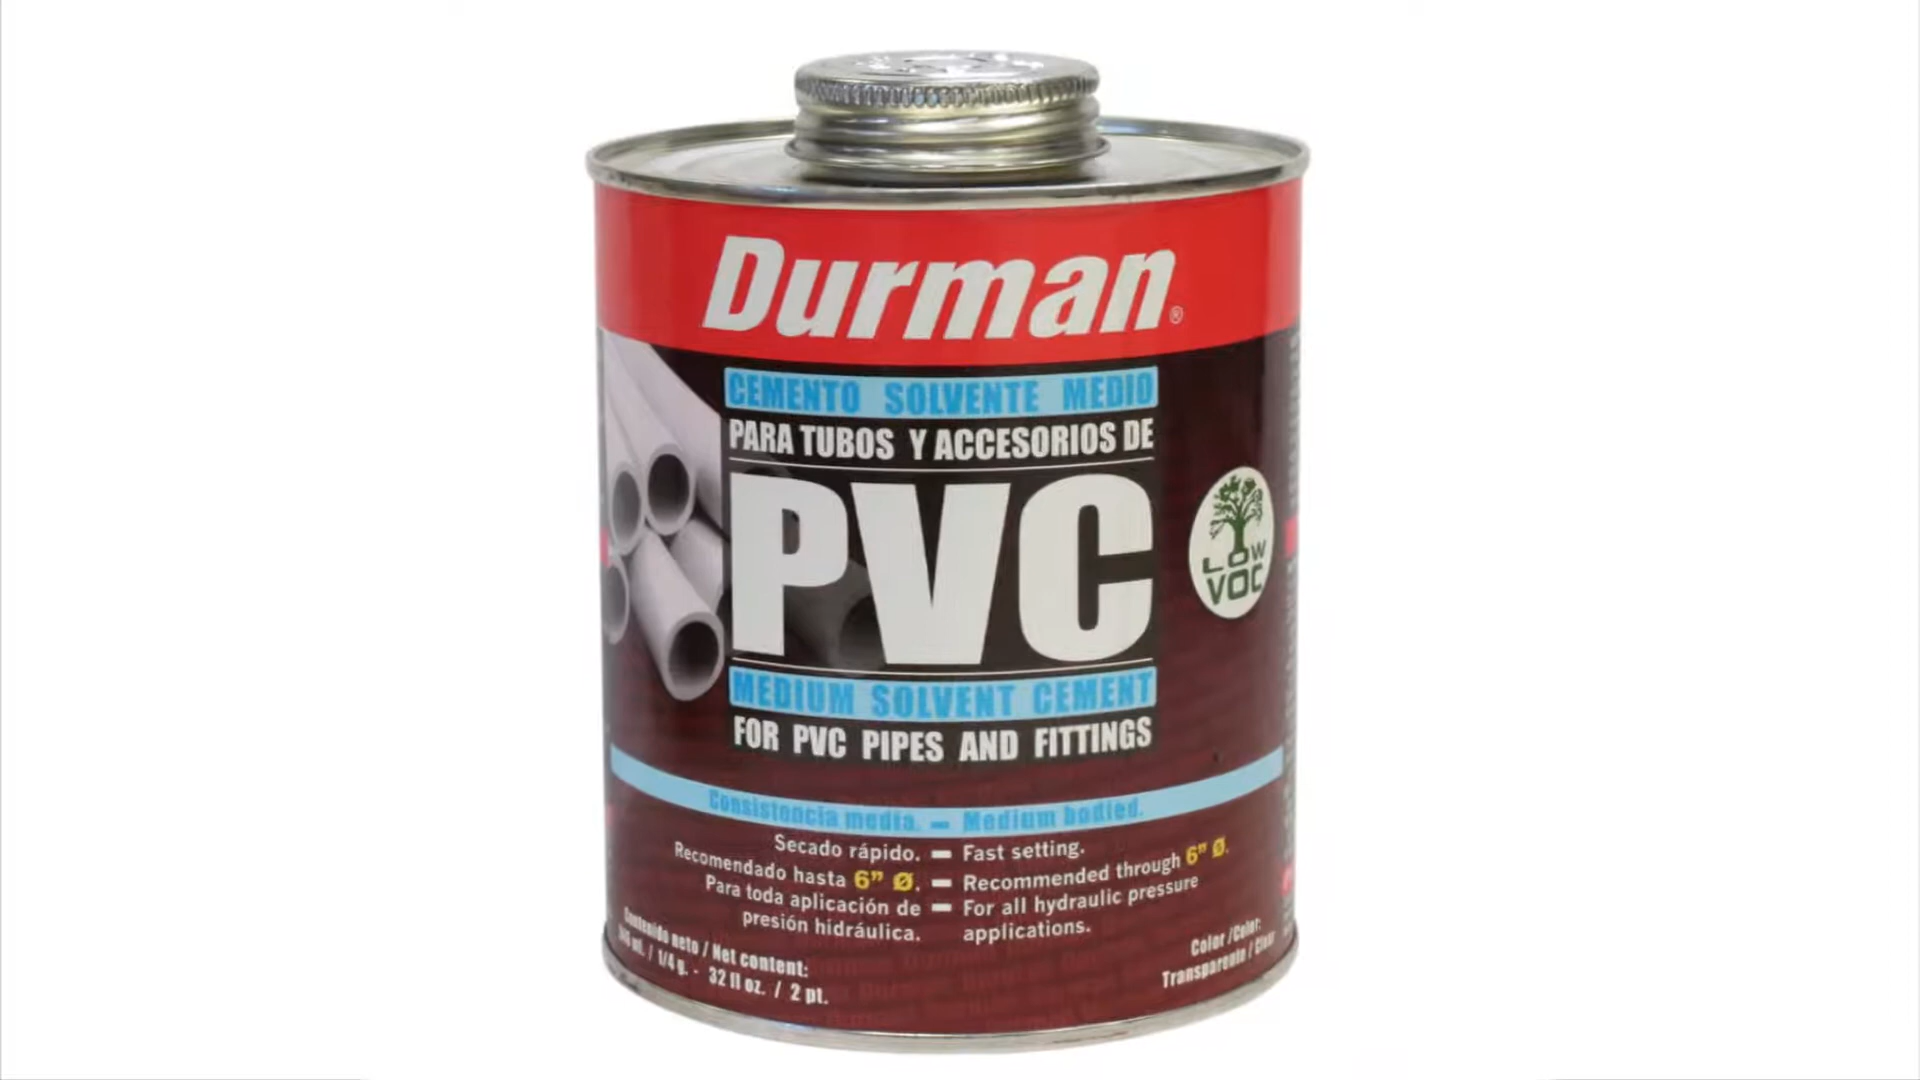 Durman®
CEMENTO SOLVENTE MEDIO
PARA TUBOS Y ACCESORIOS DE
PVC
LOW
VOC
MEDIUM SOLVENT CEMENT
FOR PVC PIPES AND FITTINGS
Consistencia media. – Medium bodied.
Secado rápido. – Fast setting.
Recomendado hasta 6” Ø. – Recommended through 6” Ø.
Para toda aplicación de – For all hydraulic pressure
presión hidráulica. applications.
Contenido neto / Net content:
ml. / 1/4 g. - 32 fl oz. / 2 pt.
Color / Color:
Transparente / Clear